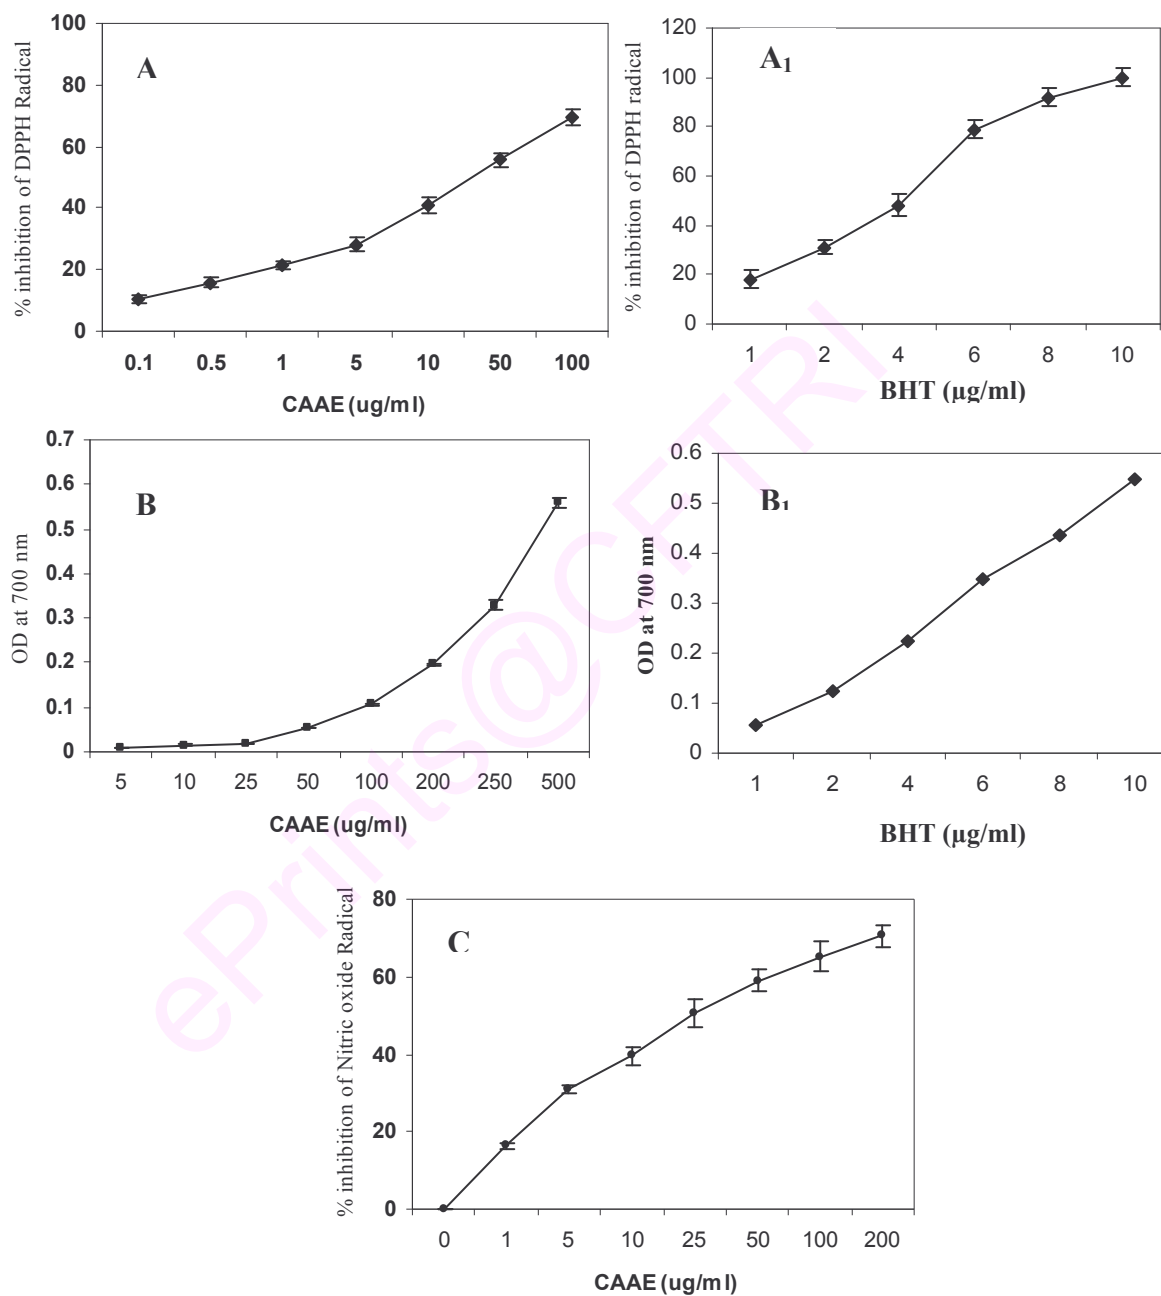 A
% inhibition of DPPH Radical
100
80
60
40
20
0
0.1 0.5 1 5 10 50 100
CAAE (ug/ml)
A1
% inhibition of DPPH radical
120
100
80
60
40
20
0
1 2 4 6 8 10
BHT (µg/ml)
B
OD at 700 nm
0.7
0.6
0.5
0.4
0.3
0.2
0.1
0
5 10 25 50 100 200 250 500
CAAE (ug/ml)
B1
OD at 700 nm
0.6
0.5
0.4
0.3
0.2
0.1
0
1 2 4 6 8 10
BHT (µg/ml)
C
% inhibition of Nitric oxide Radical
80
60
40
20
0
0 1 5 10 25 50 100 200
CAAE (ug/ml)
ePrints@CFTRI